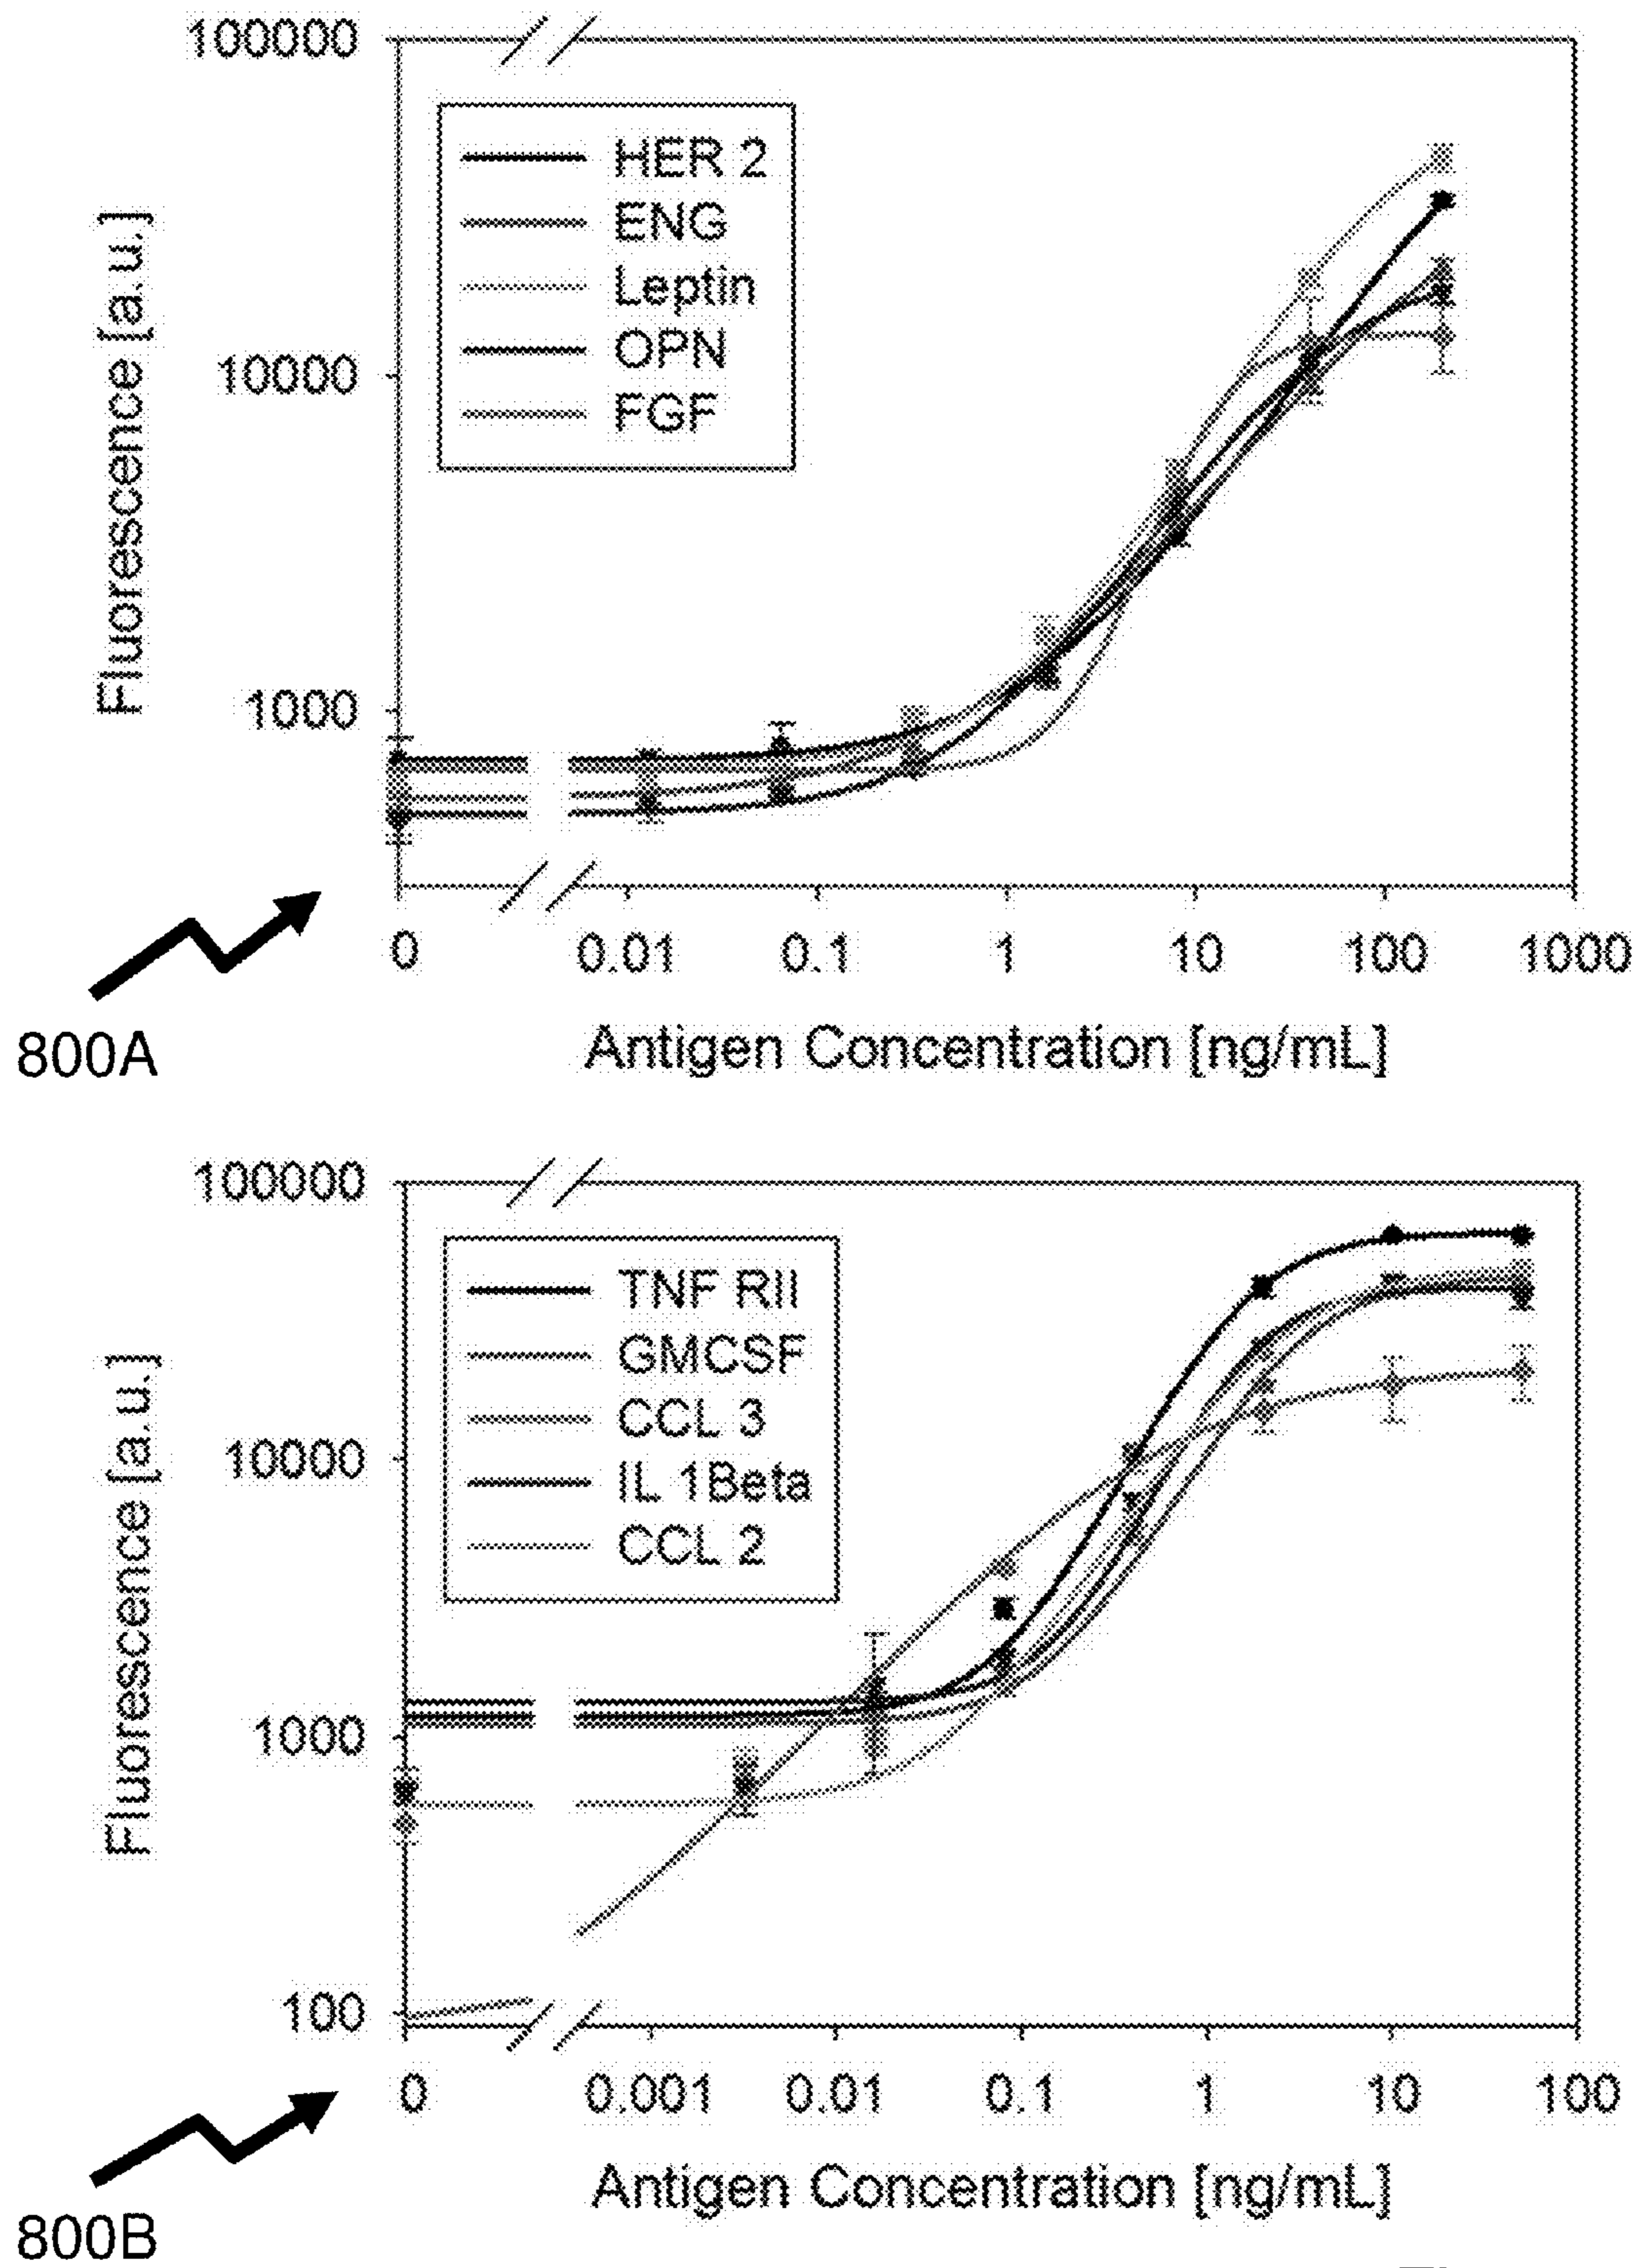 100000
10000
1000
Fluorescence [a.u.]
HER 2
ENG
Leptin
OPN
FGF
0 0.01 0.1 1 10 100 1000
Antigen Concentration [ng/mL]
800A
100000
10000
1000
100
Fluorescence [a.u.]
TNF RII
GMCSF
CCL 3
IL 1Beta
CCL 2
0 0.001 0.01 0.1 1 10 100
Antigen Concentration [ng/mL]
800B